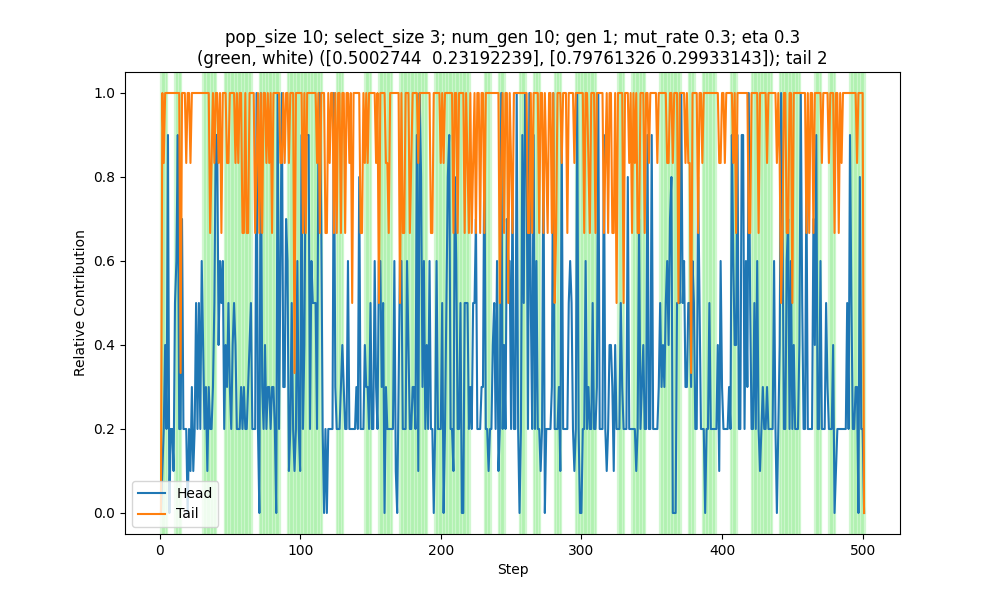 pop_size 10; select_size 3; num_gen 10; gen 1; mut_rate 0.3; eta 0.3
(green, white) ([0.5002744  0.23192239], [0.79761326 0.29933143]); tail 2
Relative Contribution
1.0
0.8
0.6
0.4
0.2
0.0
Head
Tail
0
100
200
300
400
500
Step